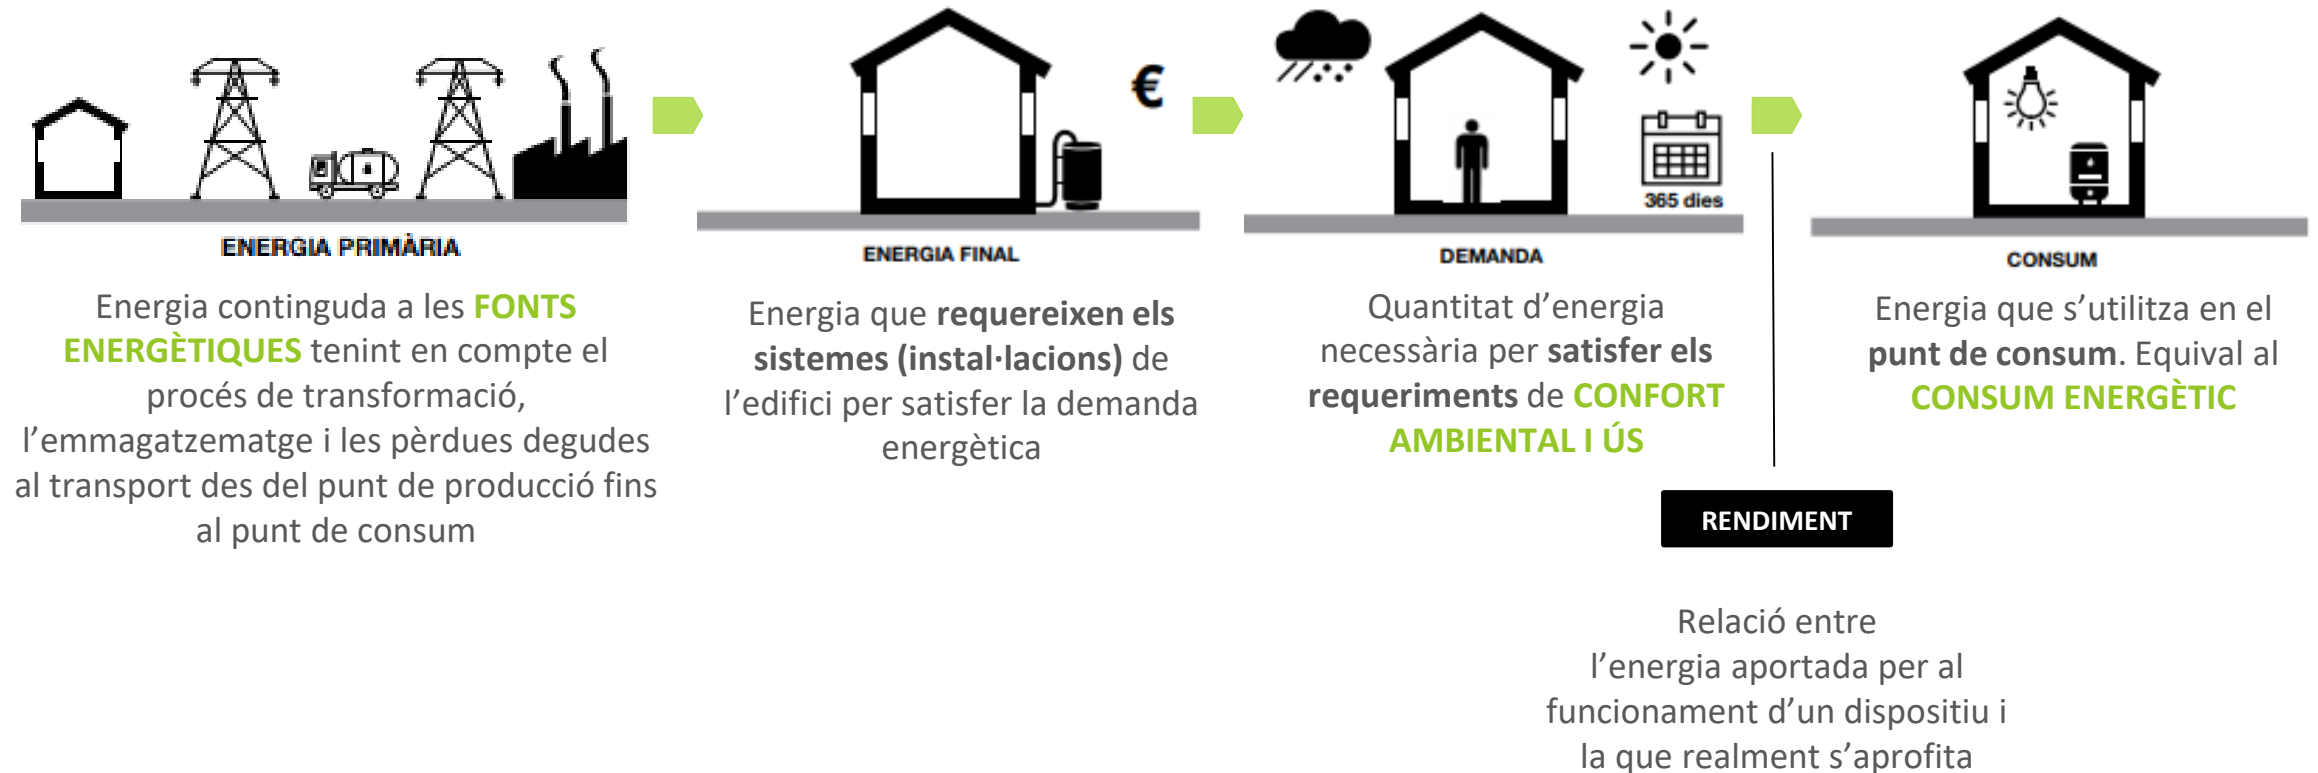 ENERGIA PRIMÀRIA
Energia continguda a les FONTS
ENERGÈTIQUES tenint en compte el
procés de transformació,
l’emmagatzematge i les pèrdues degudes
al transport des del punt de producció fins
al punt de consum
€
ENERGIA FINAL
Energia que requereixen els
sistemes (instal·lacions) de
l’edifici per satisfer la demanda
energètica
365 dies
DEMANDA
Quantitat d’energia
necessària per satisfer els
requeriments de CONFORT
AMBIENTAL I ÚS
CONSUM
Energia que s’utilitza en el
punt de consum. Equival al
CONSUM ENERGÈTIC
RENDIMENT
Relació entre
l’energia aportada per al
funcionament d’un dispositiu i
la que realment s’aprofita